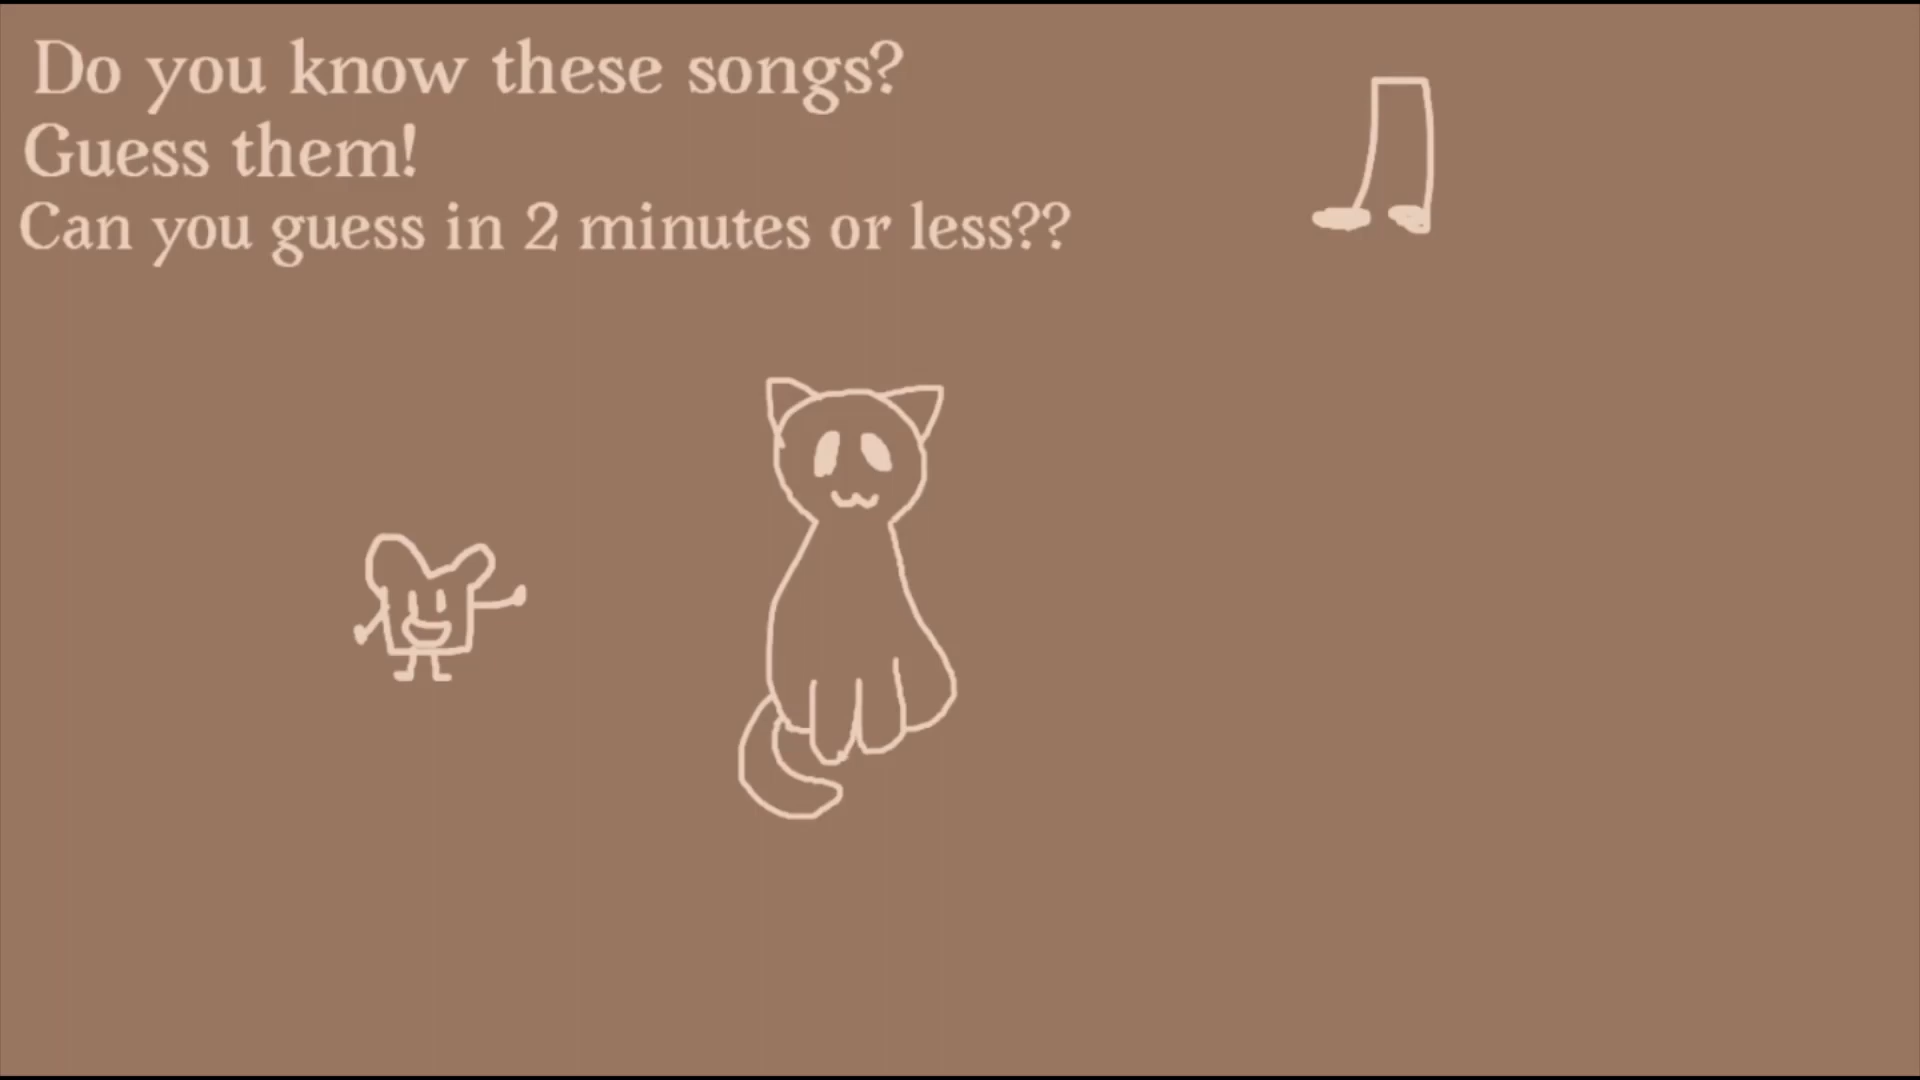 Do you know these songs?
Guess them!
Can you guess in 2 minutes or less??